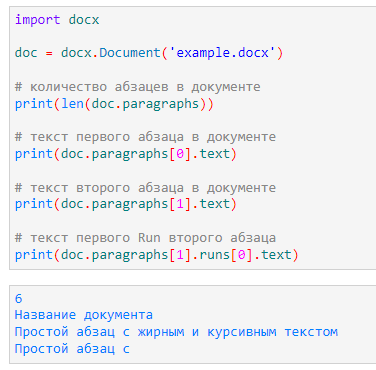 import docx
doc = docx.Document('example.docx')
# количество абзацев в документе
print(len(doc.paragraphs))
# текст первого абзаца в документе
print(doc.paragraphs[0].text)
# текст второго абзаца в документе
print(doc.paragraphs[1].text)
# текст первого Run второго абзаца
print(doc.paragraphs[1].runs[0].text)
6
Название документа
Простой абзац с жирным и курсивным текстом
Простой абзац с